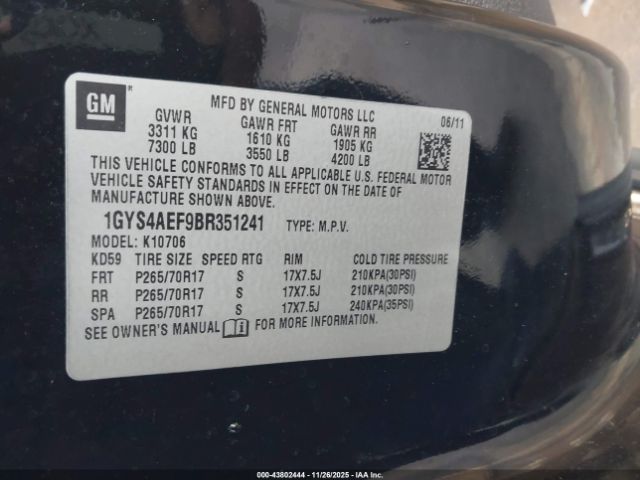 GM
MFD BY GENERAL MOTORS LLC
06/11
GVWR GAWR FRT GAWR RR
3311 KG 1610 KG 1905 KG
7300 LB 3550 LB 4200 LB
THIS VEHICLE CONFORMS TO ALL APPLICABLE U.S. FEDERAL MOTOR
VEHICLE SAFETY STANDARDS IN EFFECT ON THE DATE OF
MANUFACTURE SHOWN ABOVE.
1GYS4AEF9BR351241 TYPE: M.P.V.
MODEL: K10706
KD59 TIRE SIZE SPEED RTG RIM COLD TIRE PRESSURE
FRT P265/70R17 S 17X7.5J 210KPA(30PSI)
RR P265/70R17 S 17X7.5J 210KPA(30PSI)
SPA P265/70R17 S 17X7.5J 240KPA(35PSI)
SEE OWNER'S MANUAL FOR MORE INFORMATION.
000-43802444 - 11/26/2025 - IAAI.COM